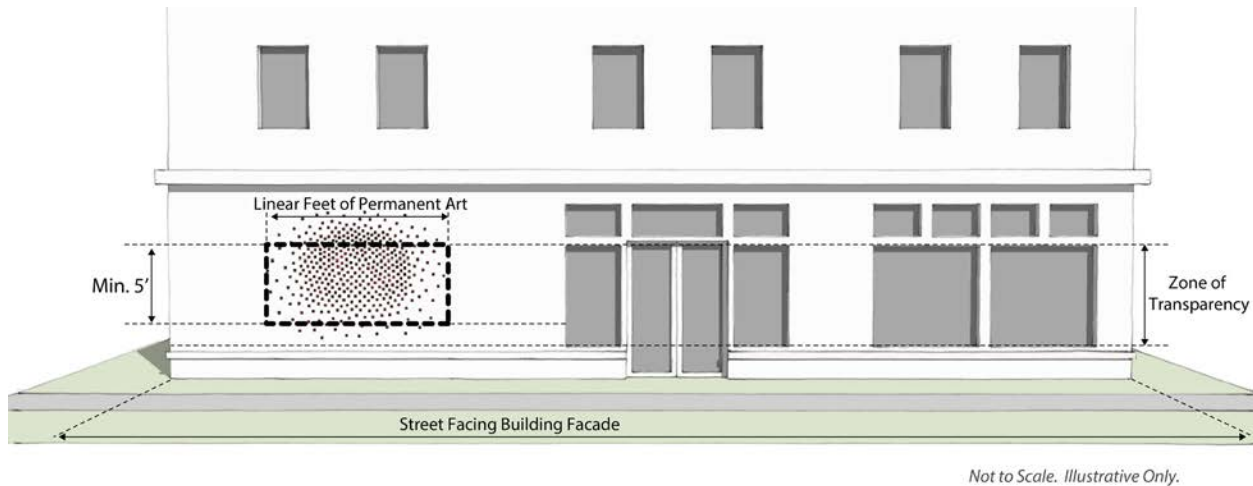 Linear Feet of Permanent Art
Min. 5'
Zone of
Transparency
Street Facing Building Facade
Not to Scale. Illustrative Only.